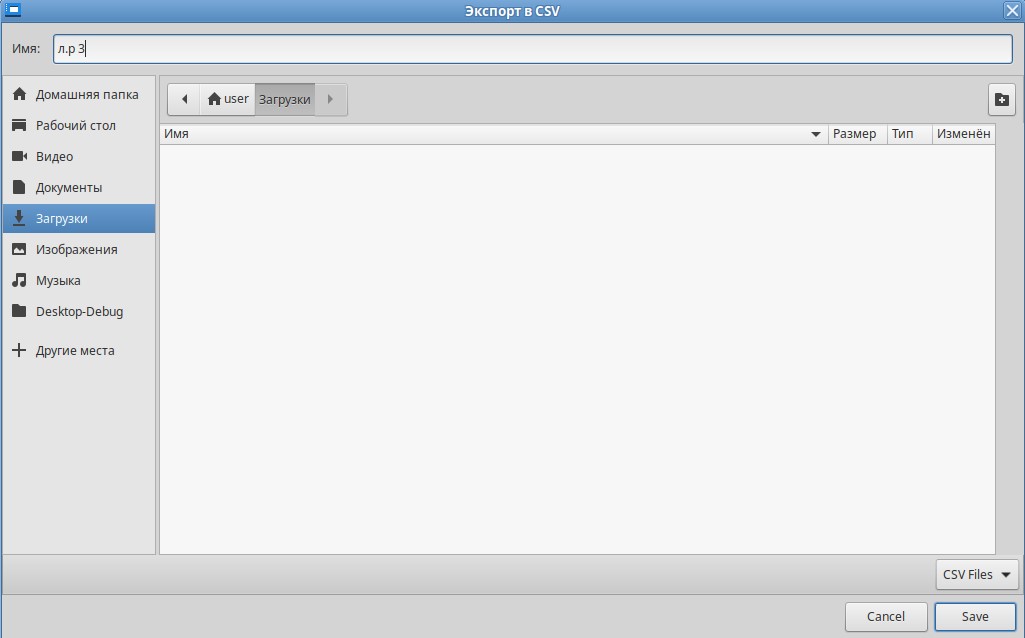 Экспорт в CSV
Имя: л.р 3
Домашняя папка
Рабочий стол
Видео
Документы
Загрузки
Изображения
Музыка
Desktop-Debug
Другие места
user Загрузки
Имя Размер Тип Изменён
CSV Files
Cancel Save